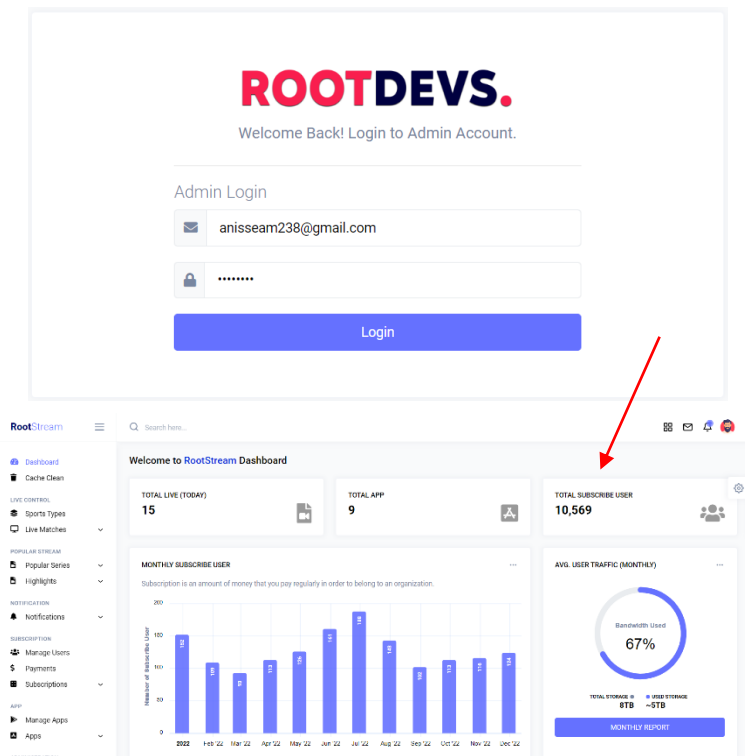 ROOTDEVS.
Welcome Back! Login to Admin Account.
Admin Login
anisseam238@gmail.com
••••••••
Login
RootStream
Search here...
Dashboard
Cache Clean
LIVE CONTROL
Sports Types
Live Matches
POPULAR STREAM
Popular Series
Highlights
NOTIFICATION
Notifications
SUBSCRIPTION
Manage Users
Payments
Subscriptions
APP
Manage Apps
Apps
Welcome to RootStream Dashboard
TOTAL LIVE (TODAY)
15
TOTAL APP
9
TOTAL SUBSCRIBE USER
10,569
MONTHLY SUBSCRIBE USER
Subscription is an amount of money that you pay regularly in order to belong to an organization.
Number of Subscribe User
200
150
100
50
0
2022 Feb '22 Mar '22 Apr '22 May '22 Jun '22 Jul '22 Aug '22 Sep '22 Oct '22 Nov '22 Dec '22
AVG. USER TRAFFIC (MONTHLY)
Bandwidth Used
67%
TOTAL STORAGE USED STORAGE
8TB ~5TB
MONTHLY REPORT